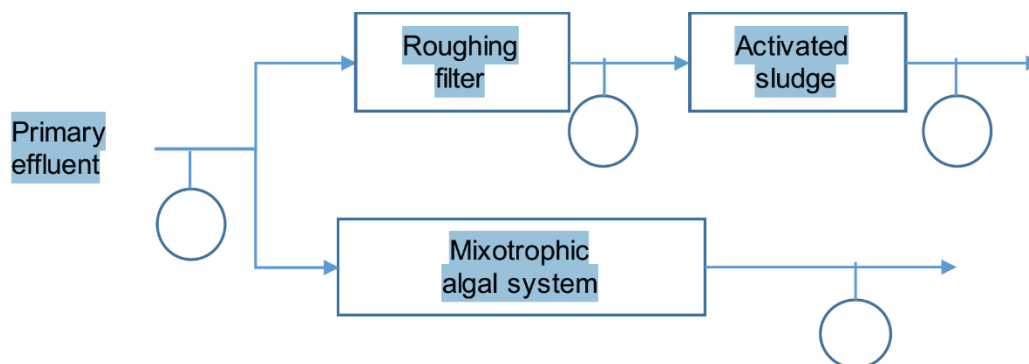 Roughing
filter
Activated
sludge
Primary
effluent
Mixotrophic
algal system